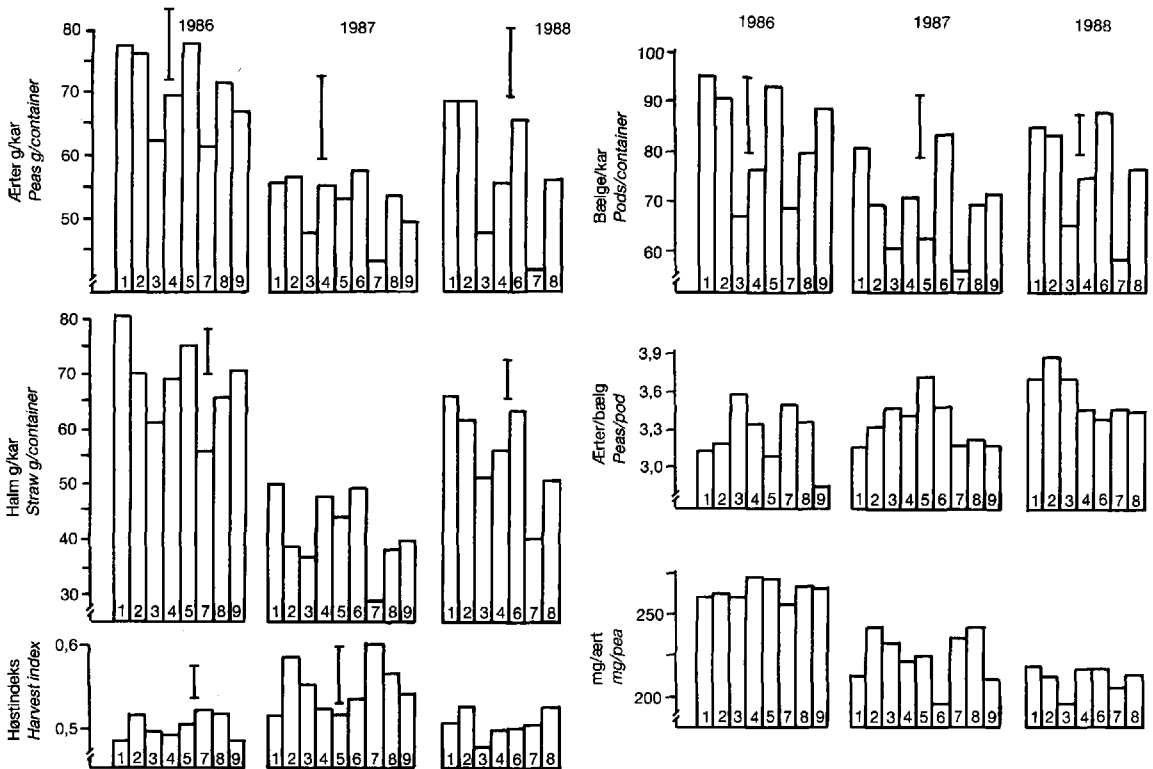 1986 1987 1988
80
70
60
50
Ærter g/kar
Peas g/container
1 2 3 4 5 7 8 9
1 2 3 4 5 6 7 8 9
1 2 3 4 6 7 8
80
70
60
50
40
30
Halm g/kar
Straw g/container
1 2 3 4 5 7 8 9
1 2 3 4 5 6 7 8 9
1 2 3 4 6 7 8
0,6
0,5
Høstindeks
Harvest index
1 2 3 4 5 7 8 9
1 2 3 4 5 6 7 8 9
1 2 3 4 6 7 8
1986 1987 1988
100
90
80
70
60
Bælge/kar
Pods/container
1 2 3 4 5 7 8 9
1 2 3 4 5 6 7 8 9
1 2 3 4 6 7 8
3,9
3,6
3,3
3,0
Ærter/bælg
Peas/pod
1 2 3 4 5 7 8 9
1 2 3 4 5 6 7 8 9
1 2 3 4 6 7 8
250
200
mg/ært
mg/pea
1 2 3 4 5 7 8 9
1 2 3 4 5 6 7 8 9
1 2 3 4 6 7 8